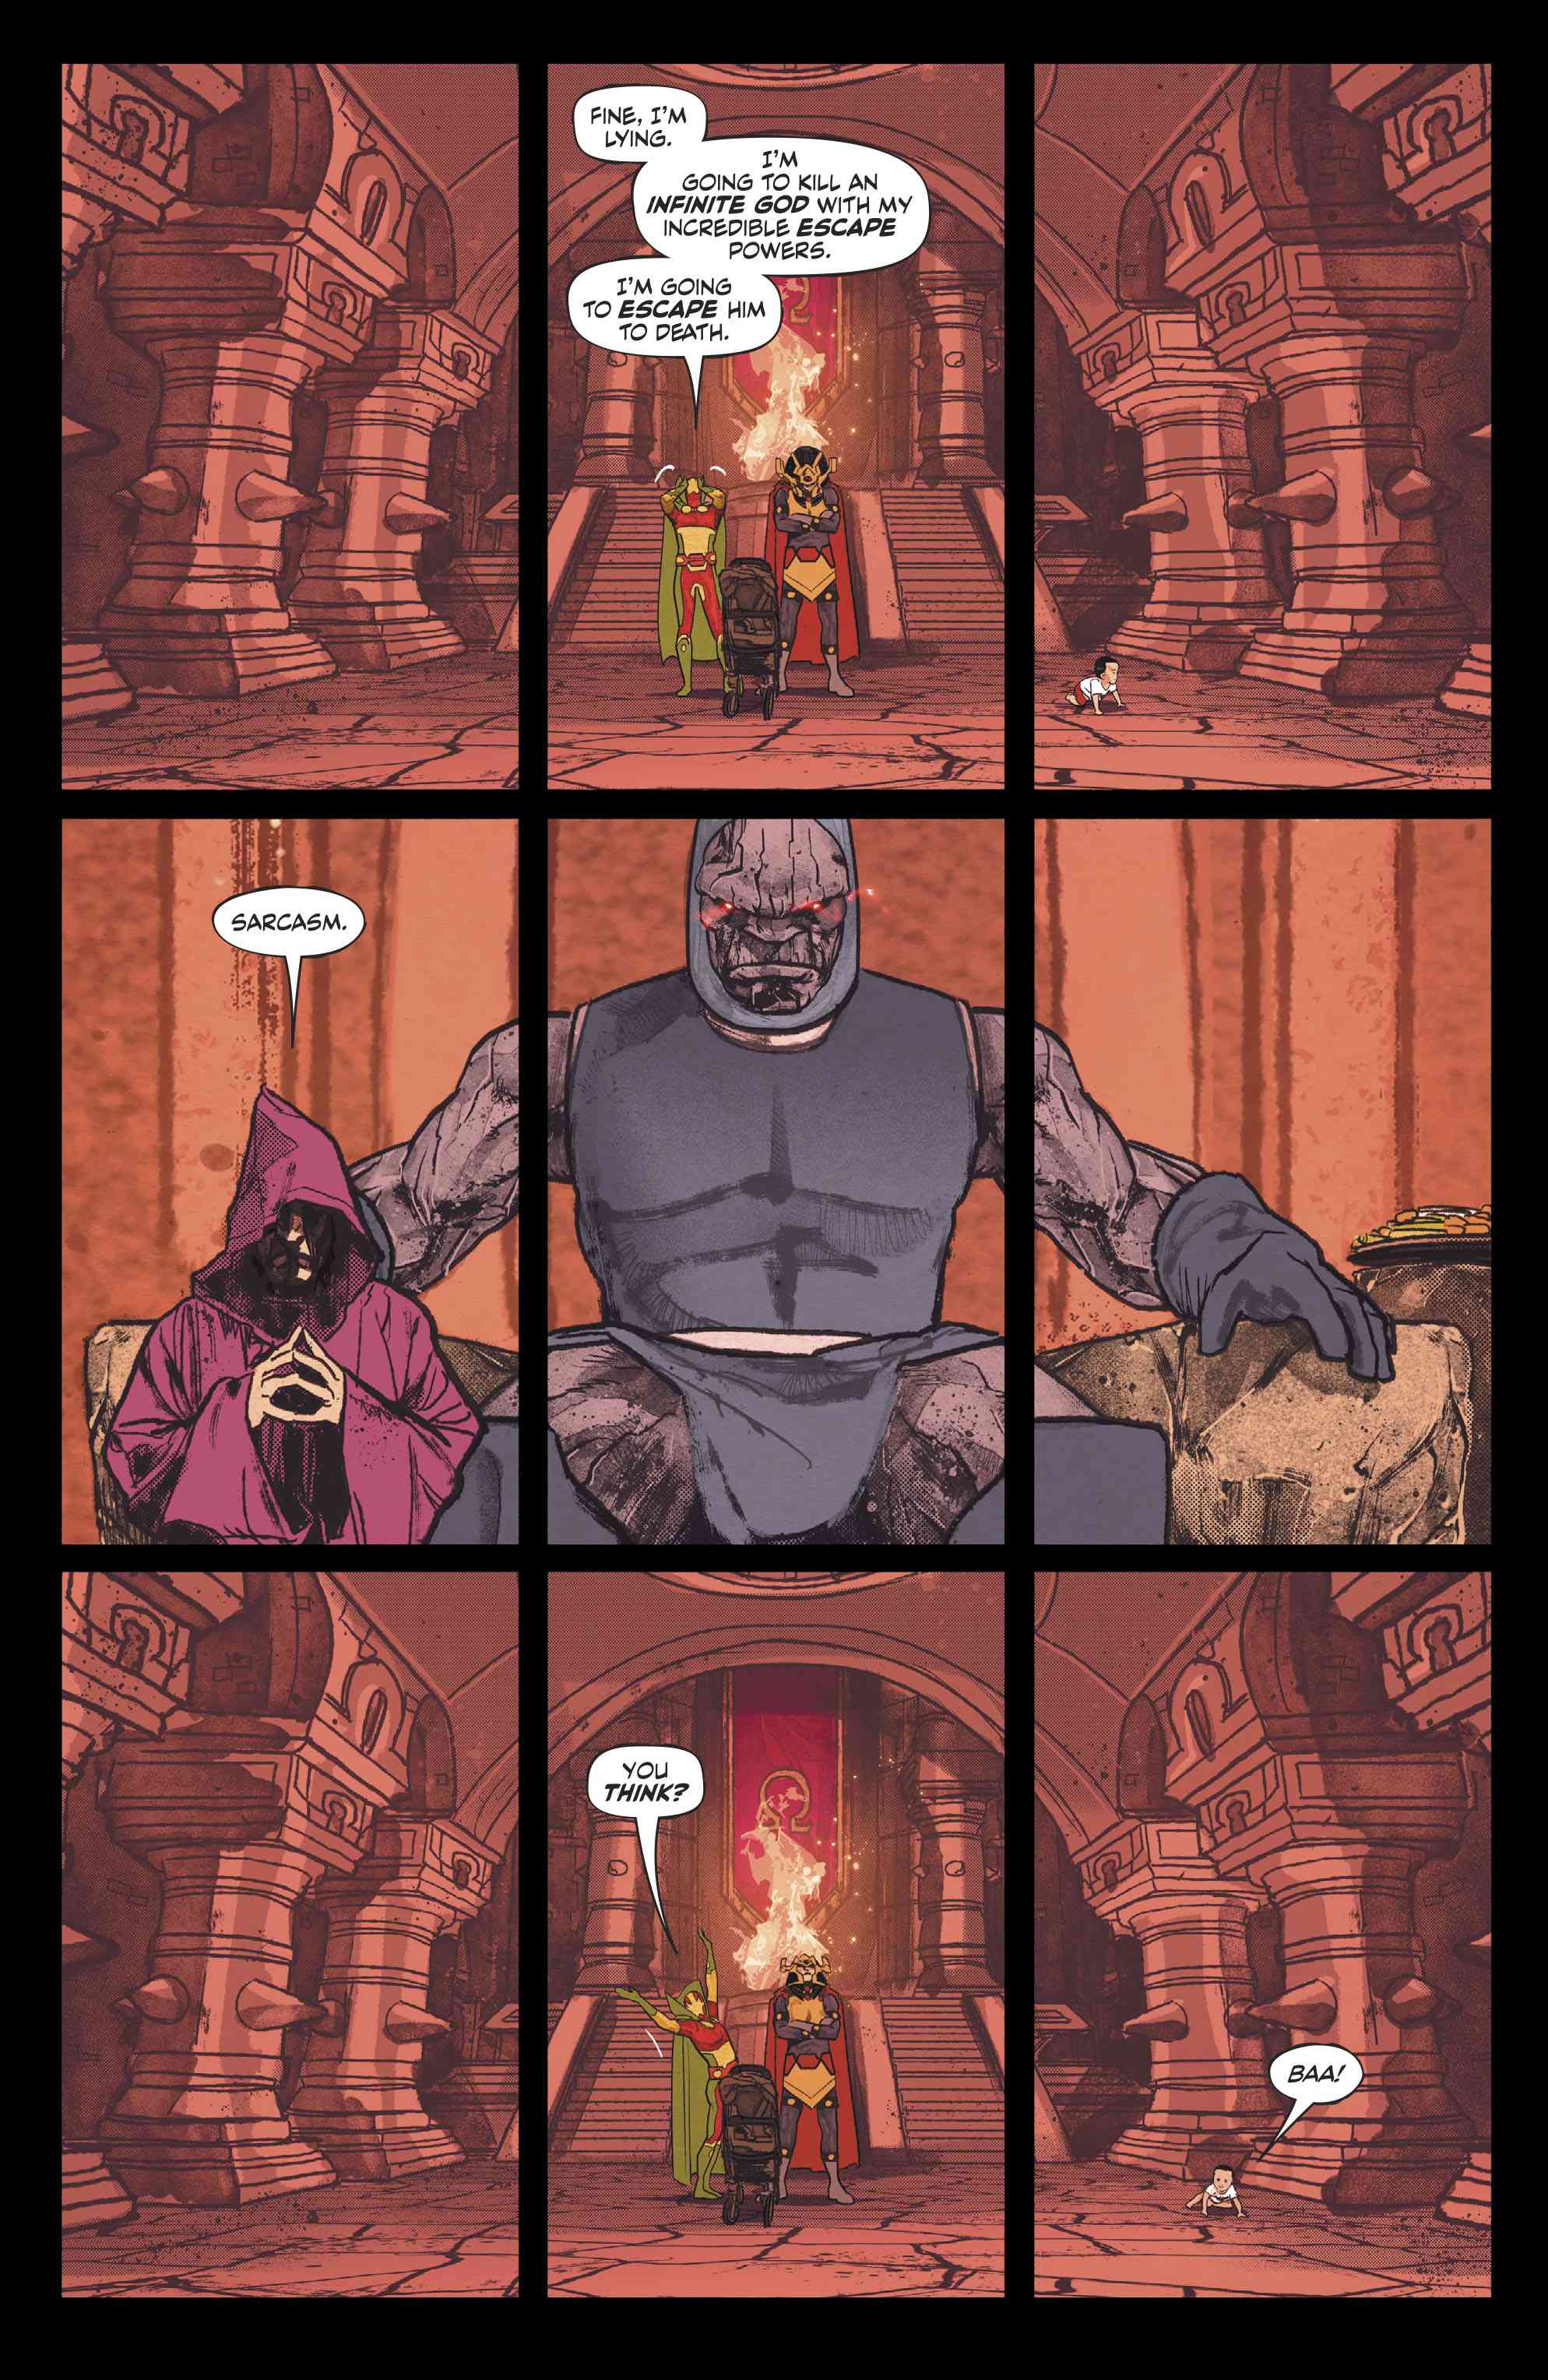 FINE, I'M
LYING.
I'M
GOING TO KILL AN
INFINITE GOD WITH MY
INCREDIBLE ESCAPE
POWERS.
I'M GOING
TO ESCAPE HIM
TO DEATH.
SARCASM.
YOU
THINK?
Ω
BAA!